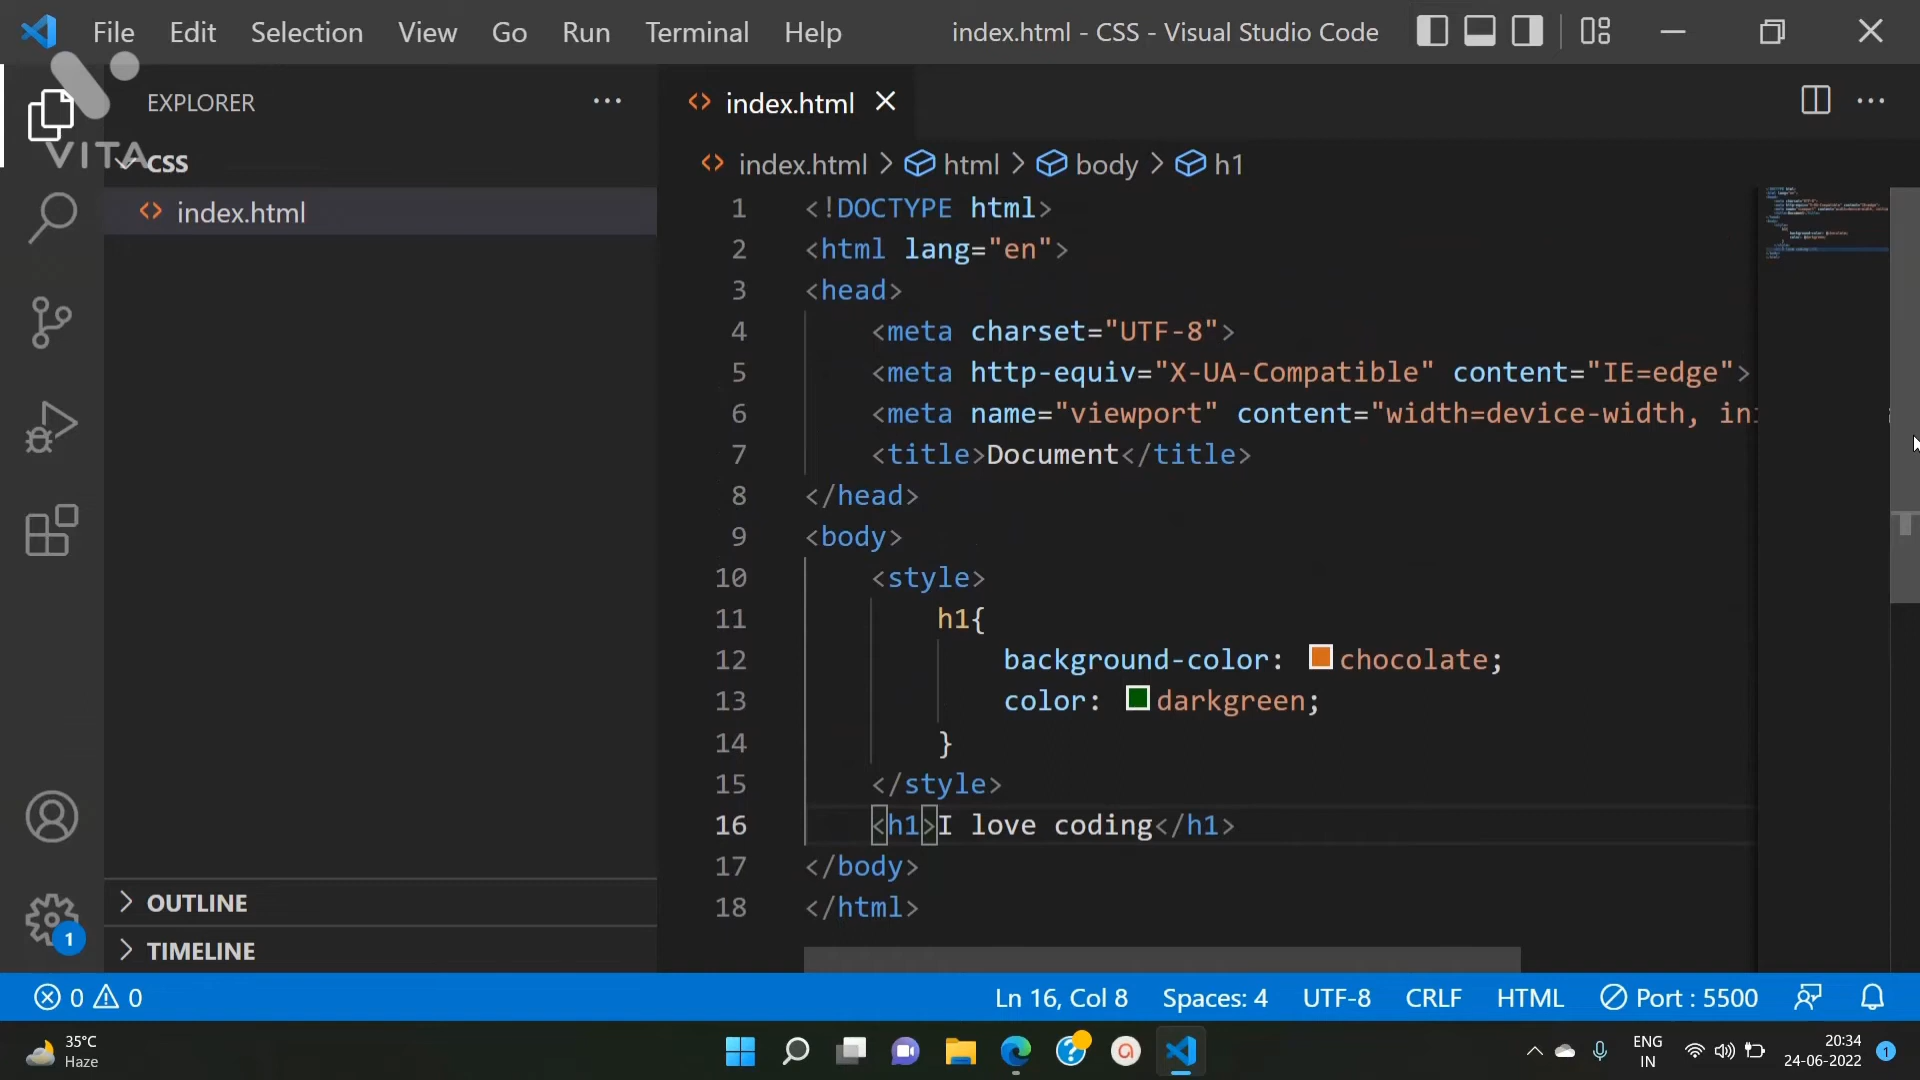 File Edit Selection View Go Run Terminal Help index.html - CSS - Visual Studio Code
VITA
EXPLORER
CSS
index.html
OUTLINE
TIMELINE
index.html
index.html > html > body > h1
1 <!DOCTYPE html>
2 <html lang="en">
3 <head>
4 <meta charset="UTF-8">
5 <meta http-equiv="X-UA-Compatible" content="IE=edge">
6 <meta name="viewport" content="width=device-width, in
7 <title>Document</title>
8 </head>
9 <body>
10 <style>
11 h1{
12 background-color: chocolate;
13 color: darkgreen;
14 }
15 </style>
16 <h1>I love coding</h1>
17 </body>
18 </html>
0 0 Ln 16, Col 8 Spaces: 4 UTF-8 CRLF HTML Port : 5500
1
35°C
Haze
ENG
IN
20:34
24-06-2022
1